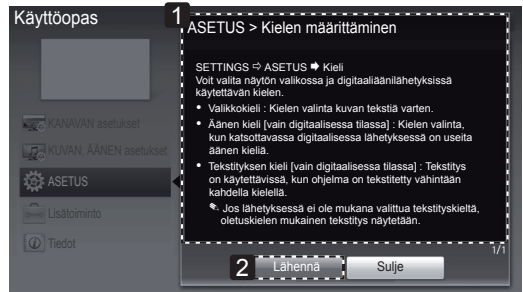 Käyttöopas
KANAVAN asetukset
KUVAN, ÄÄNEN asetukset
ASETUS
Lisätoiminto
Tiedot
1
ASETUS > Kielen määrittäminen
SETTINGS ⇨ ASETUS ➡ Kieli
Voit valita näytön valikossa ja digitaaliäänilähetyksissä
käytettävän kielen.
• Valikkokieli : Kielen valinta kuvan tekstiä varten.
• Äänen kieli [vain digitaalisessa tilassa] : Kielen valinta,
kun katsottavassa digitaalisessa lähetyksessä on useita
äänen kieliä.
• Tekstityksen kieli [vain digitaalisessa tilassa] : Tekstitys
on käytettävissä, kun ohjelma on tekstitetty vähintään
kahdella kielellä.
✎ Jos lähetyksessä ei ole mukana valittua tekstityskieltä,
oletuskielen mukainen tekstitys näytetään.
1/1
2
Lähennä
Sulje